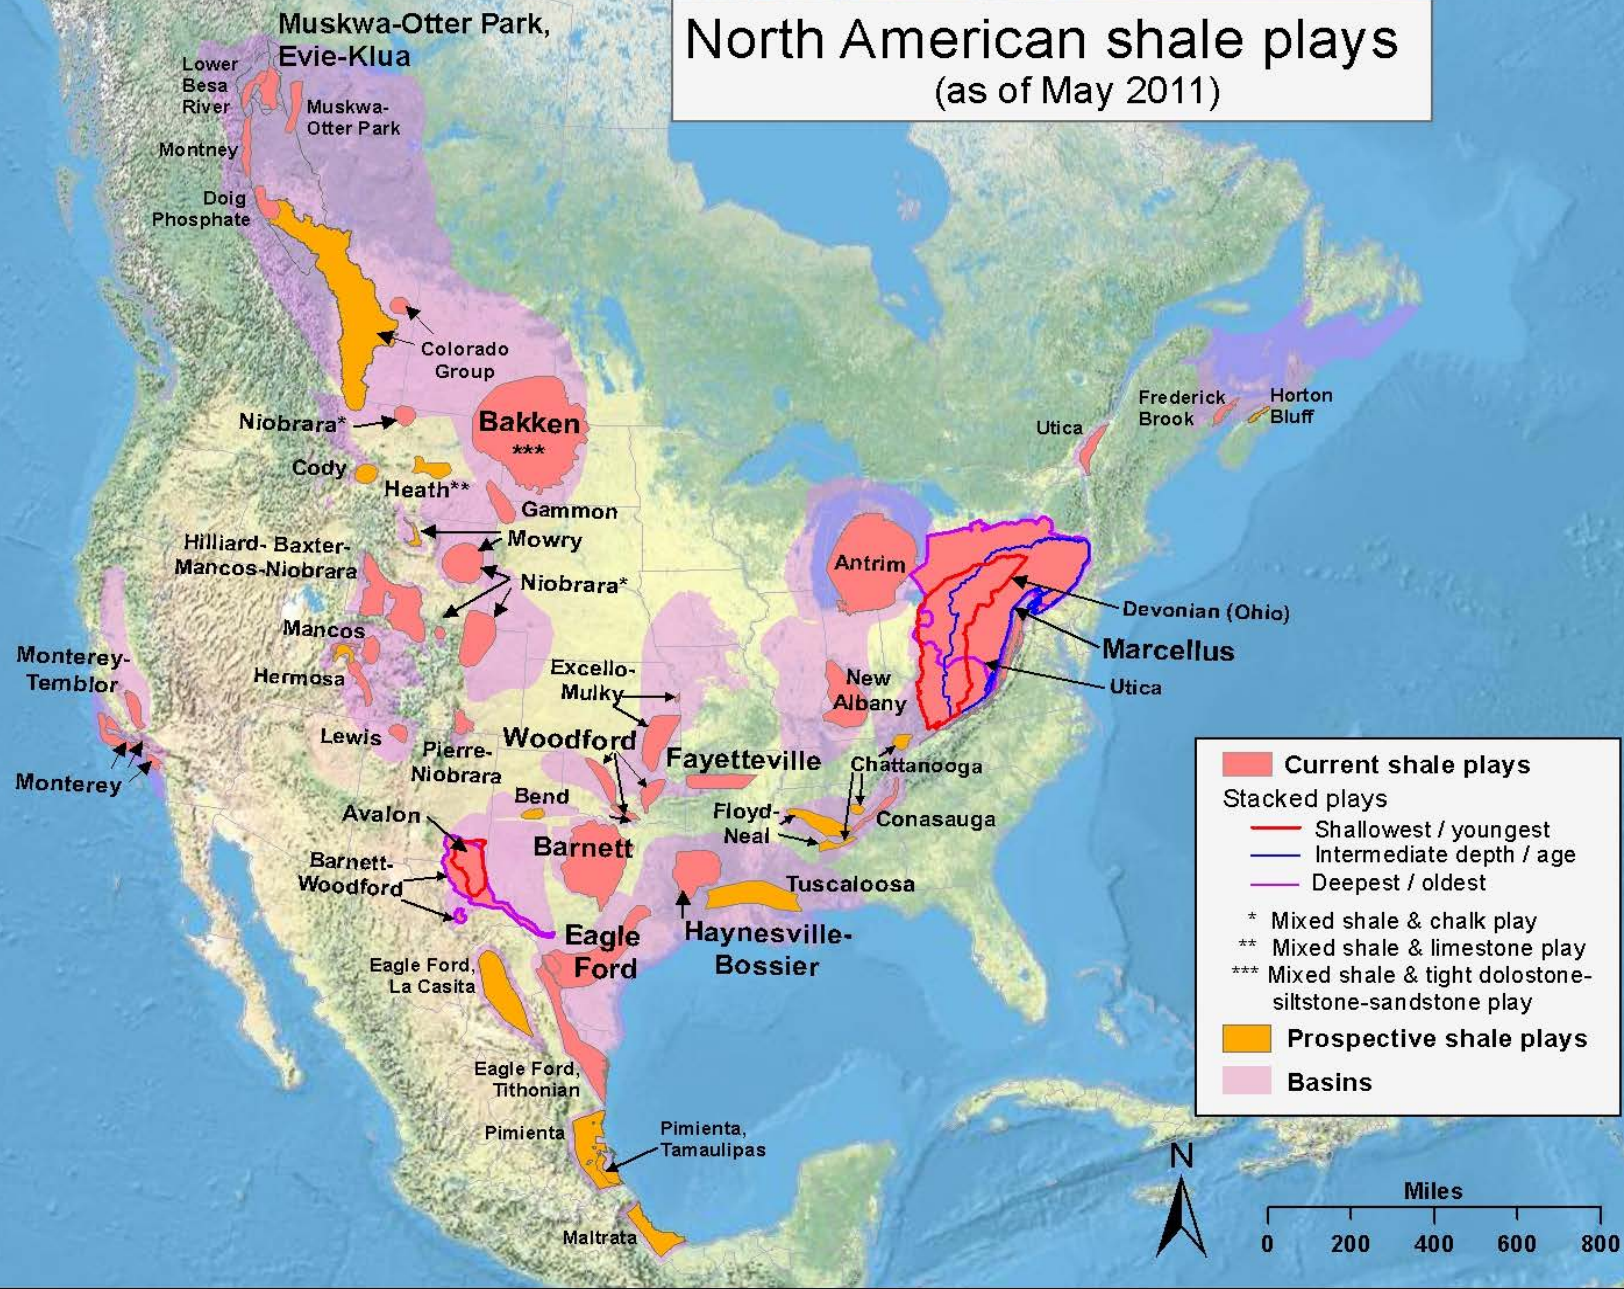 North American shale plays
(as of May 2011)
Muskwa-Otter Park,
Evie-Klua
Lower
Besa
River
Muskwa-
Otter Park
Montney
Doig
Phosphate
Colorado
Group
Niobrara*
Bakken
***
Cody
Heath**
Gammon
Mowry
Hilliard- Baxter-
Mancos-Niobrara
Niobrara*
Mancos
Hermosa
Monterey-
Temblor
Monterey
Lewis
Pierre-
Niobrara
Excello-
Mulky
Woodford
Fayetteville
Bend
Avalon
Barnett-
Woodford
Barnett
Antrim
New
Albany
Utica
Frederick
Brook
Horton
Bluff
Devonian (Ohio)
Marcellus
Utica
Chattanooga
Floyd-
Neal
Conasauga
Tuscaloosa
Haynesville-
Bossier
Eagle
Ford
Eagle Ford,
La Casita
Eagle Ford,
Tithonian
Pimienta
Pimienta,
Tamaulipas
Maltrata
Current shale plays
Stacked plays
Shallowest / youngest
Intermediate depth / age
Deepest / oldest
* Mixed shale & chalk play
** Mixed shale & limestone play
*** Mixed shale & tight dolostone-
siltstone-sandstone play
Prospective shale plays
Basins
N
Miles
0 200 400 600 800